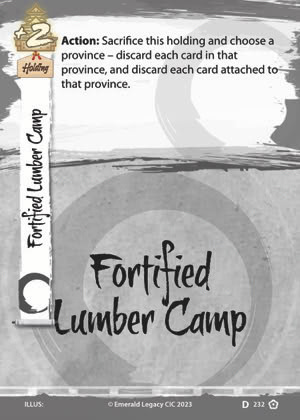 +2
Holding
Action: Sacrifice this holding and choose a
province – discard each card in that
province, and discard each card attached to
that province.
Fortified Lumber Camp
Fortified
Lumber Camp
ILLUS:
© Emerald Legacy CIC 2023
D 232